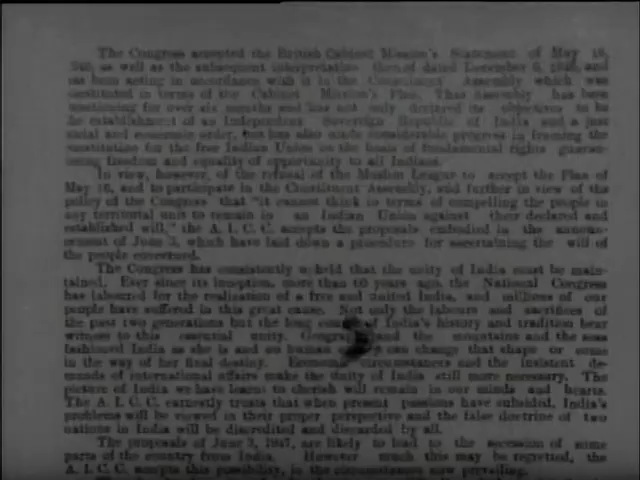 The Congress accepted the British Cabinet Mission's Statement of May 16,
as well as the subsequent interpretation thereof dated December 6, and
has been acting in accordance with it in the Constituent Assembly which was
constituted in terms of the Cabinet Mission's Plan. That Assembly has been
functioning for over six months and has not only declared its objectives to be
the establishment of an Independent Sovereign Republic of India and a just
social and economic order, but has also made considerable progress in framing the
constitution for the free Indian Union on the basis of fundamental rights guaran-
teeing freedom and equality of opportunity to all Indians.
In view, however, of the refusal of the Muslim League to accept the Plan of
May 16, and to participate in the Constituent Assembly, and further in view of the
policy of the Congress that "it cannot think in terms of compelling the people in
any territorial unit to remain in an Indian Union against their declared and
established will," the A. I. C. C. accepts the proposals embodied in the announ-
cement of June 3, which have laid down a procedure for ascertaining the will of
the people concerned.
The Congress has consistently upheld that the unity of India must be main-
tained. Ever since its inception, more than 60 years ago, the National Congress
has laboured for the realisation of a free and united India, and millions of our
people have suffered in this great cause. Not only the labours and sacrifices of
the past two generations but the long of India's history and tradition bear
witness to this essential unity. and the mountains and the seas
fashioned India as she is and no human can change that shape or come
in the way of her final destiny. Economic circumstances and the insistent de-
mands of international affairs make the unity of India still more necessary. The
picture of India we have learnt to cherish will remain in our minds and hearts.
The A. I. C. C. earnestly trusts that when present passions have subsided, India's
problems will be viewed in their proper perspective and the false doctrine of two
nations in India will be discredited and discarded by all.
The proposals of June 3, 1947, are likely to lead to the secession of some
parts of the country from India. However much this may be regretted, the
A. I. C. C. accepts this possibility, in the circumstances now prevailing.